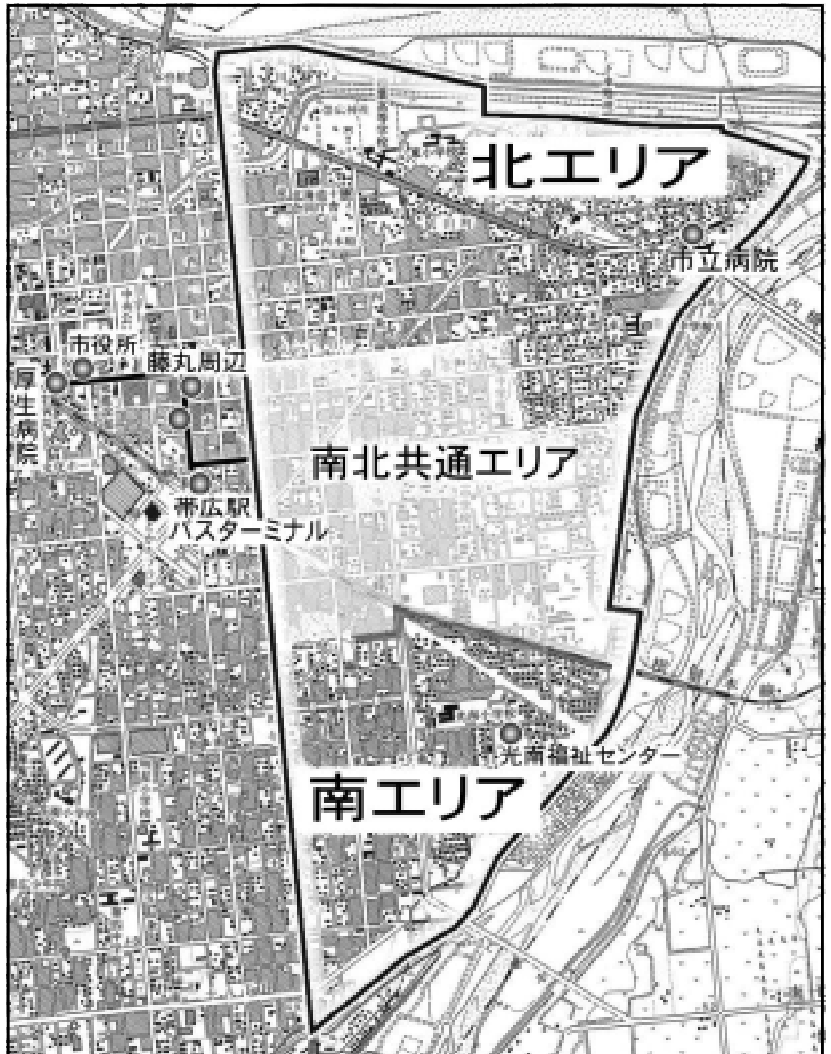 北エリア
市立病院
市役所
藤丸周辺
厚生病院
南北共通エリア
帯広駅
バスターミナル
光南福祉センター
南エリア